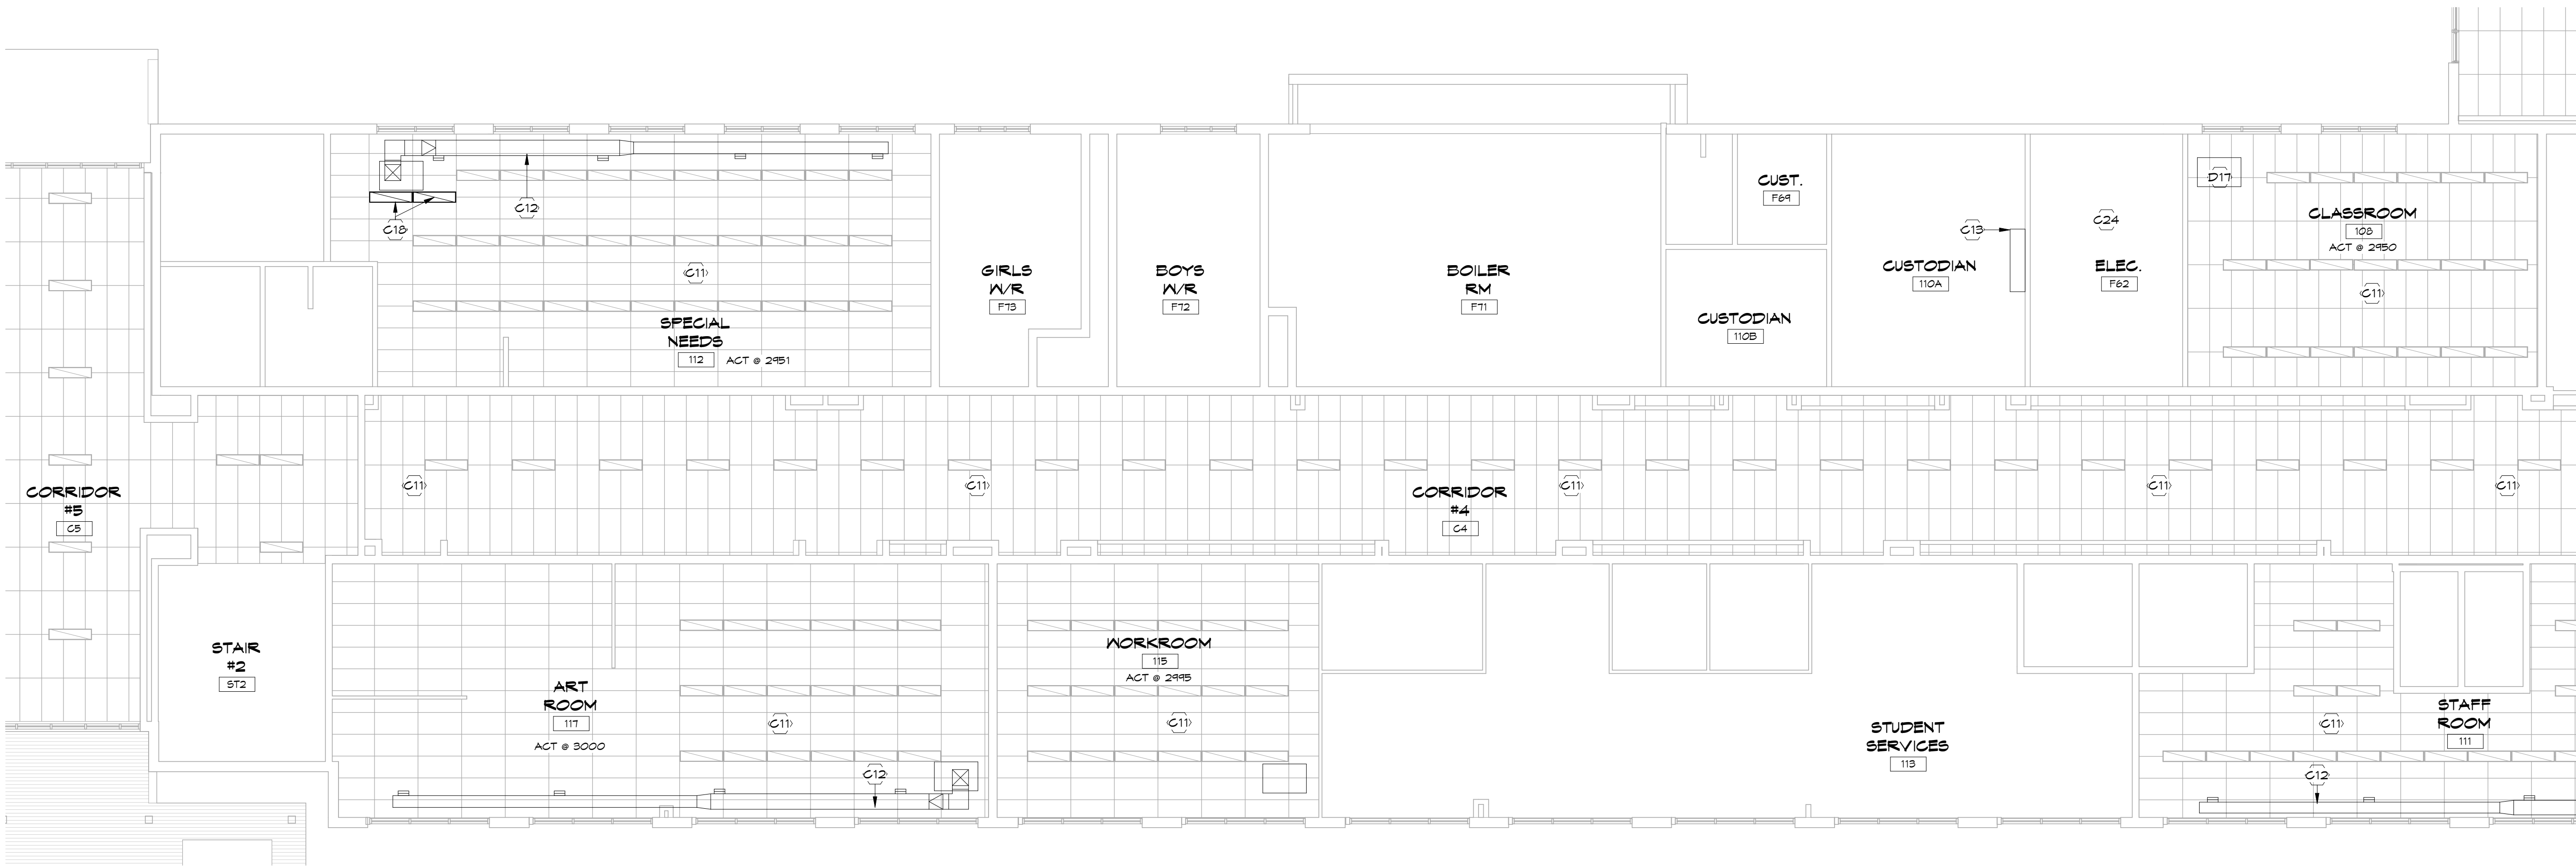 CUST.
F69
D17
C12
C18
CLASSROOM
108
ACT @ 2950
C13
C24
C11
GIRLS
W/R
F73
BOYS
W/R
F72
BOILER
RM
F71
CUSTODIAN
110A
ELEC.
F62
C11
SPECIAL
NEEDS
112
ACT @ 2951
CUSTODIAN
110B
C11
C11
C11
C11
C11
CORRIDOR
#5
C5
CORRIDOR
#4
C4
STAIR
#2
ST2
ART
ROOM
117
ACT @ 3000
C11
C12
WORKROOM
115
ACT @ 2995
C11
STUDENT
SERVICES
113
STAFF
ROOM
111
C11
C12